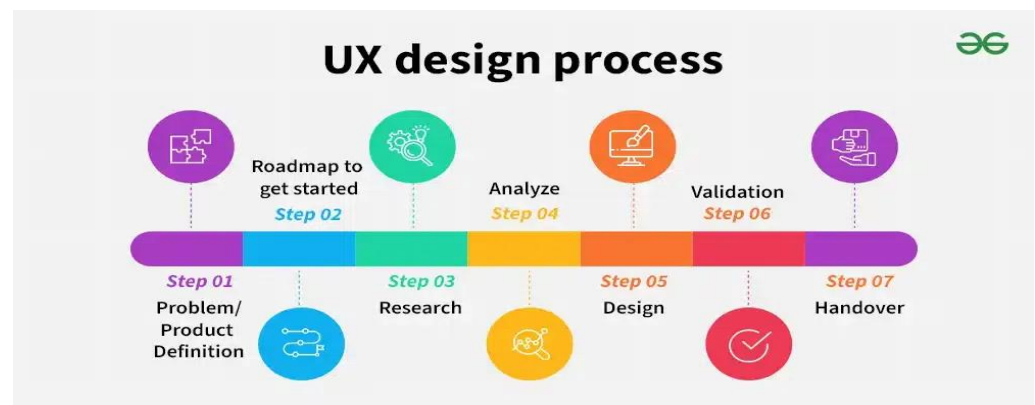 UX design process
Step 01
Problem/
Product
Definition
Roadmap to
get started
Step 02
Step 03
Research
Analyze
Step 04
Step 05
Design
Validation
Step 06
Step 07
Handover